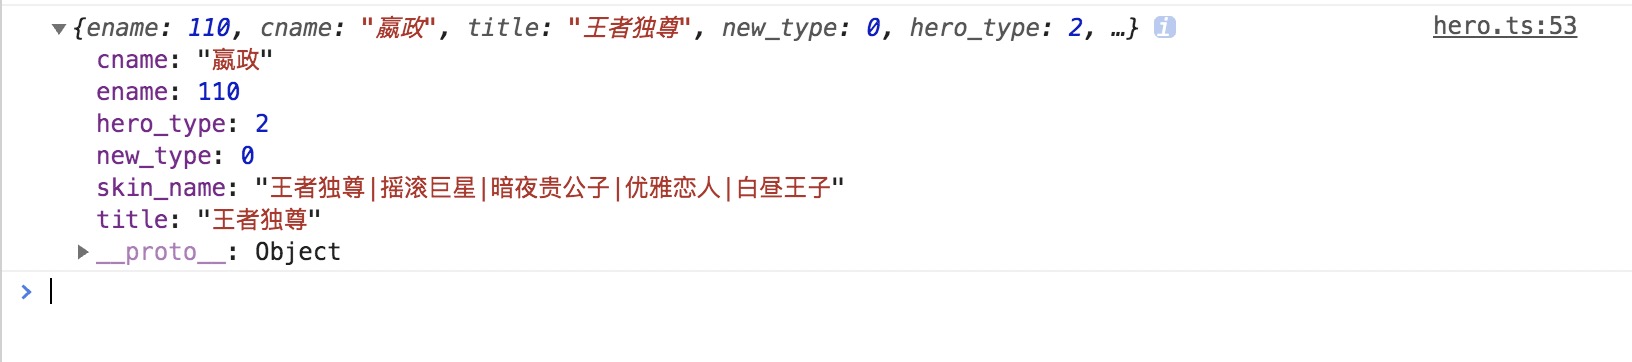 ▼{ename: 110, cname: "嬴政", title: "王者独尊", new_type: 0, hero_type: 2, …} i hero.ts:53
cname: "嬴政"
ename: 110
hero_type: 2
new_type: 0
skin_name: "王者独尊|摇滚巨星|暗夜贵公子|优雅恋人|白昼王子"
title: "王者独尊"
▶__proto__: Object
>